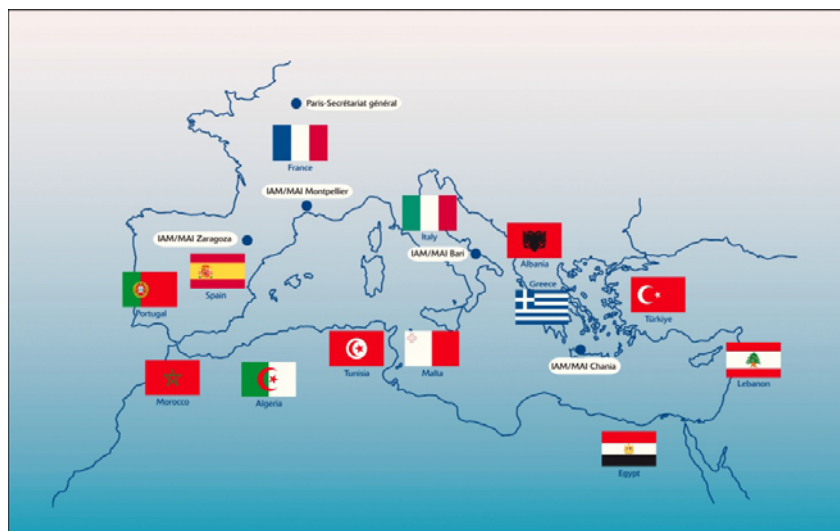 Paris-Secrétariat général
France
IAM/MAI Montpellier
Italy
IAM/MAI Zaragoza
IAM/MAI Bari
Albania
Spain
Greece
Portugal
Türkiye
Tunisia
Malta
IAM/MAI Chania
Lebanon
Morocco
Algeria
Egypt